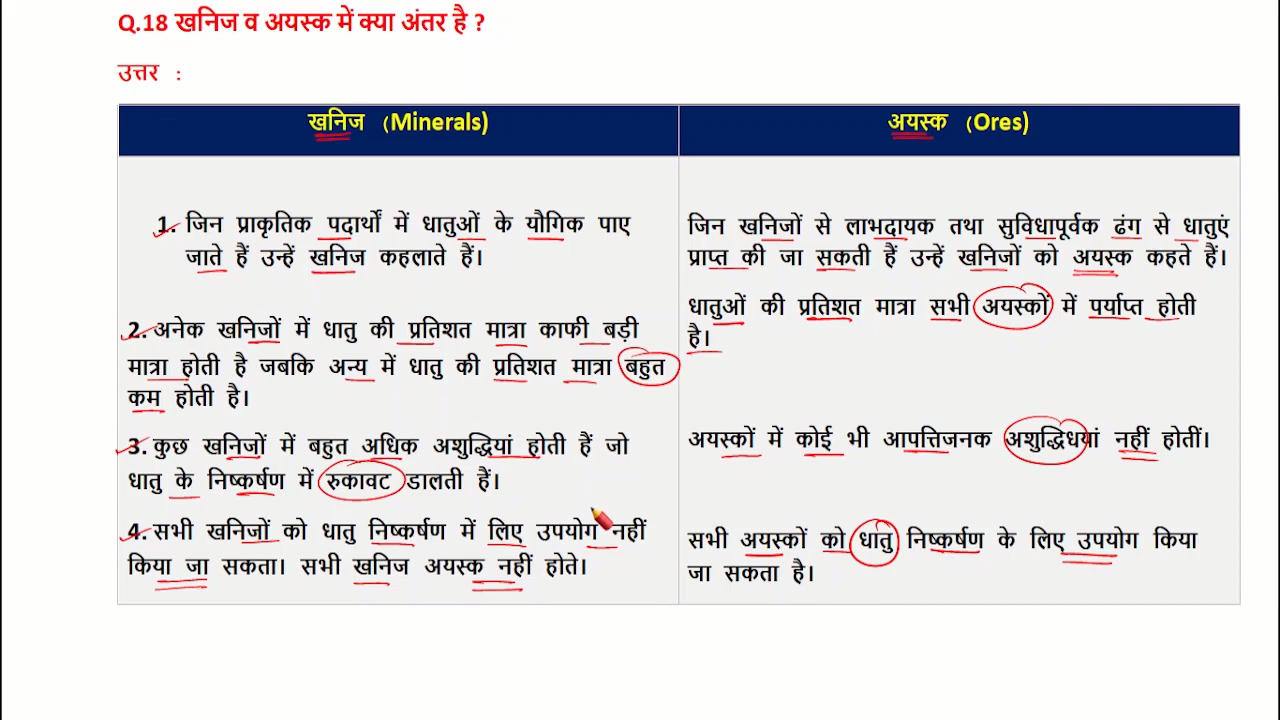 Q.18 खनिज व अयस्क में क्या अंतर है ?
उत्तर :
खनिज (Minerals)
अयस्क (Ores)
1. जिन प्राकृतिक पदार्थों में धातुओं के यौगिक पाए
जाते हैं उन्हें खनिज कहलाते हैं।
2. अनेक खनिजों में धातु की प्रतिशत मात्रा काफी बड़ी
मात्रा होती है जबकि अन्य में धातु की प्रतिशत मात्रा बहुत
कम होती है।
3. कुछ खनिजों में बहुत अधिक अशुद्धियां होती हैं जो
धातु के निष्कर्षण में रुकावट डालती हैं।
4. सभी खनिजों को धातु निष्कर्षण में लिए उपयोग नहीं
किया जा सकता। सभी खनिज अयस्क नहीं होते।
जिन खनिजों से लाभदायक तथा सुविधापूर्वक ढंग से धातुएं
प्राप्त की जा सकती हैं उन्हें खनिजों को अयस्क कहते हैं।
धातुओं की प्रतिशत मात्रा सभी अयस्कों में पर्याप्त होती
है।
अयस्कों में कोई भी आपत्तिजनक अशुद्धिधयां नहीं होतीं।
सभी अयस्कों को धातु निष्कर्षण के लिए उपयोग किया
जा सकता है।